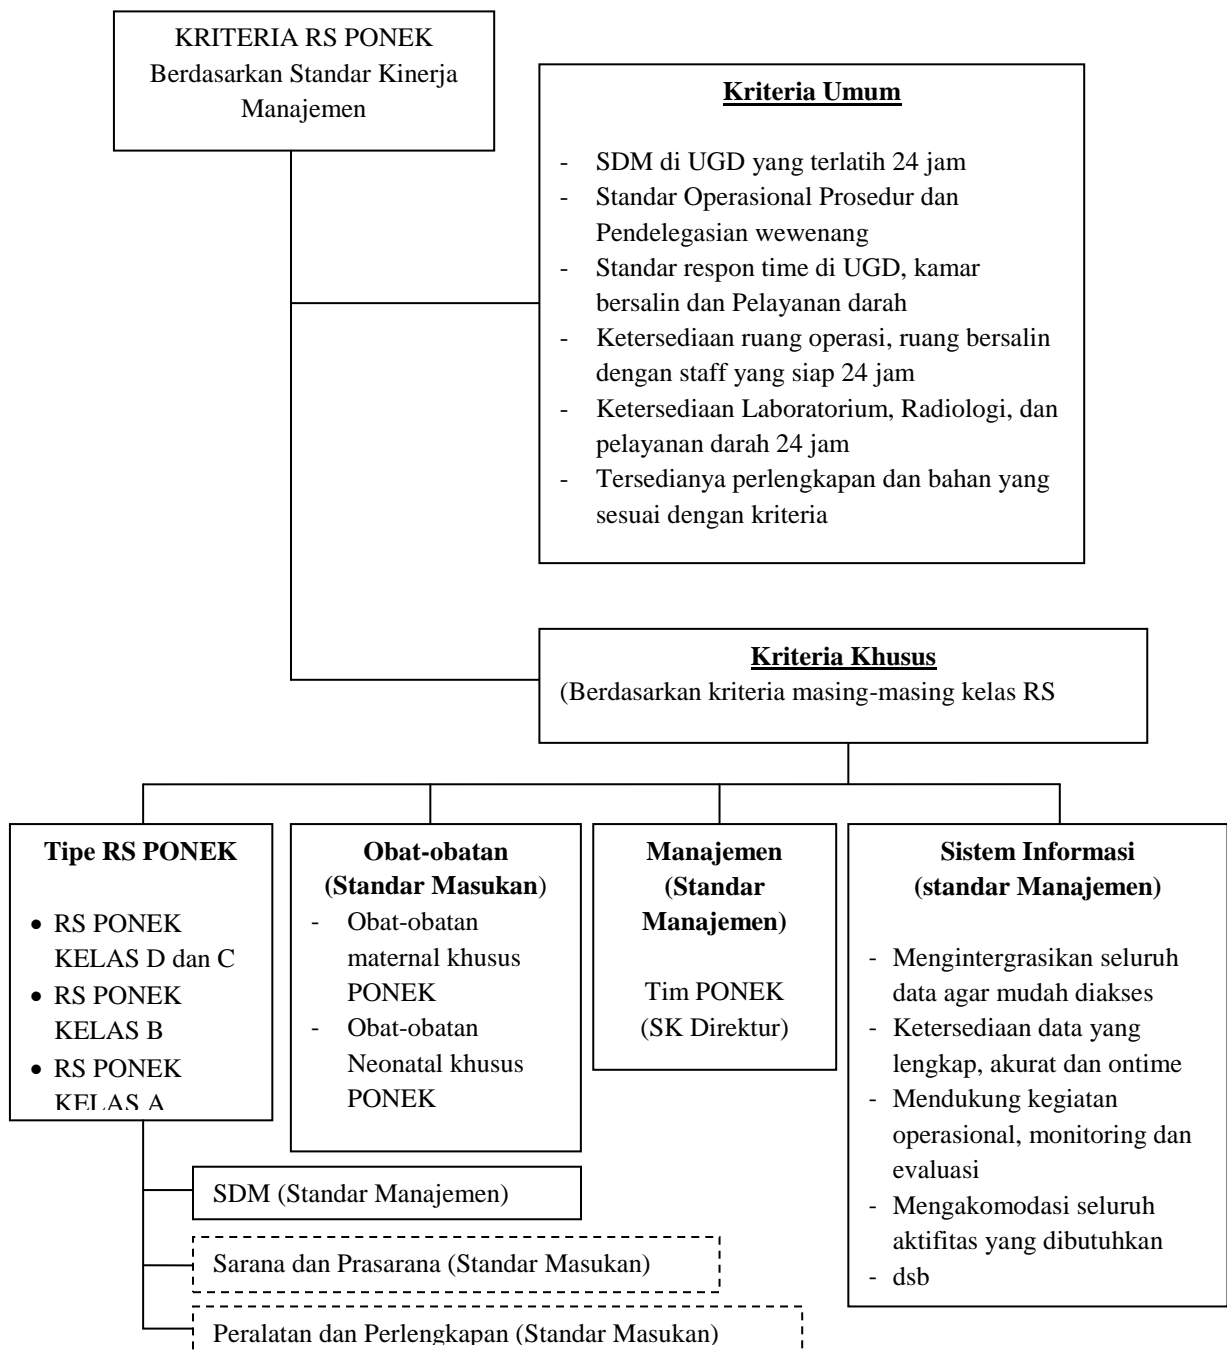 KRITERIA RS PONEK
Berdasarkan Standar Kinerja
Manajemen
Kriteria Umum
- SDM di UGD yang terlatih 24 jam
- Standar Operasional Prosedur dan
Pendelegasian wewenang
- Standar respon time di UGD, kamar
bersalin dan Pelayanan darah
- Ketersediaan ruang operasi, ruang bersalin
dengan staff yang siap 24 jam
- Ketersediaan Laboratorium, Radiologi, dan
pelayanan darah 24 jam
- Tersedianya perlengkapan dan bahan yang
sesuai dengan kriteria
Kriteria Khusus
(Berdasarkan kriteria masing-masing kelas RS
Tipe RS PONEK
• RS PONEK
KELAS D dan C
• RS PONEK
KELAS B
• RS PONEK
KELAS A
Obat-obatan
(Standar Masukan)
- Obat-obatan
maternal khusus
PONEK
- Obat-obatan
Neonatal khusus
PONEK
Manajemen
(Standar
Manajemen)
Tim PONEK
(SK Direktur)
Sistem Informasi
(standar Manajemen)
- Mengintergrasikan seluruh
data agar mudah diakses
- Ketersediaan data yang
lengkap, akurat dan ontime
- Mendukung kegiatan
operasional, monitoring dan
evaluasi
- Mengakomodasi seluruh
aktifitas yang dibutuhkan
- dsb
SDM (Standar Manajemen)
Sarana dan Prasarana (Standar Masukan)
Peralatan dan Perlengkapan (Standar Masukan)